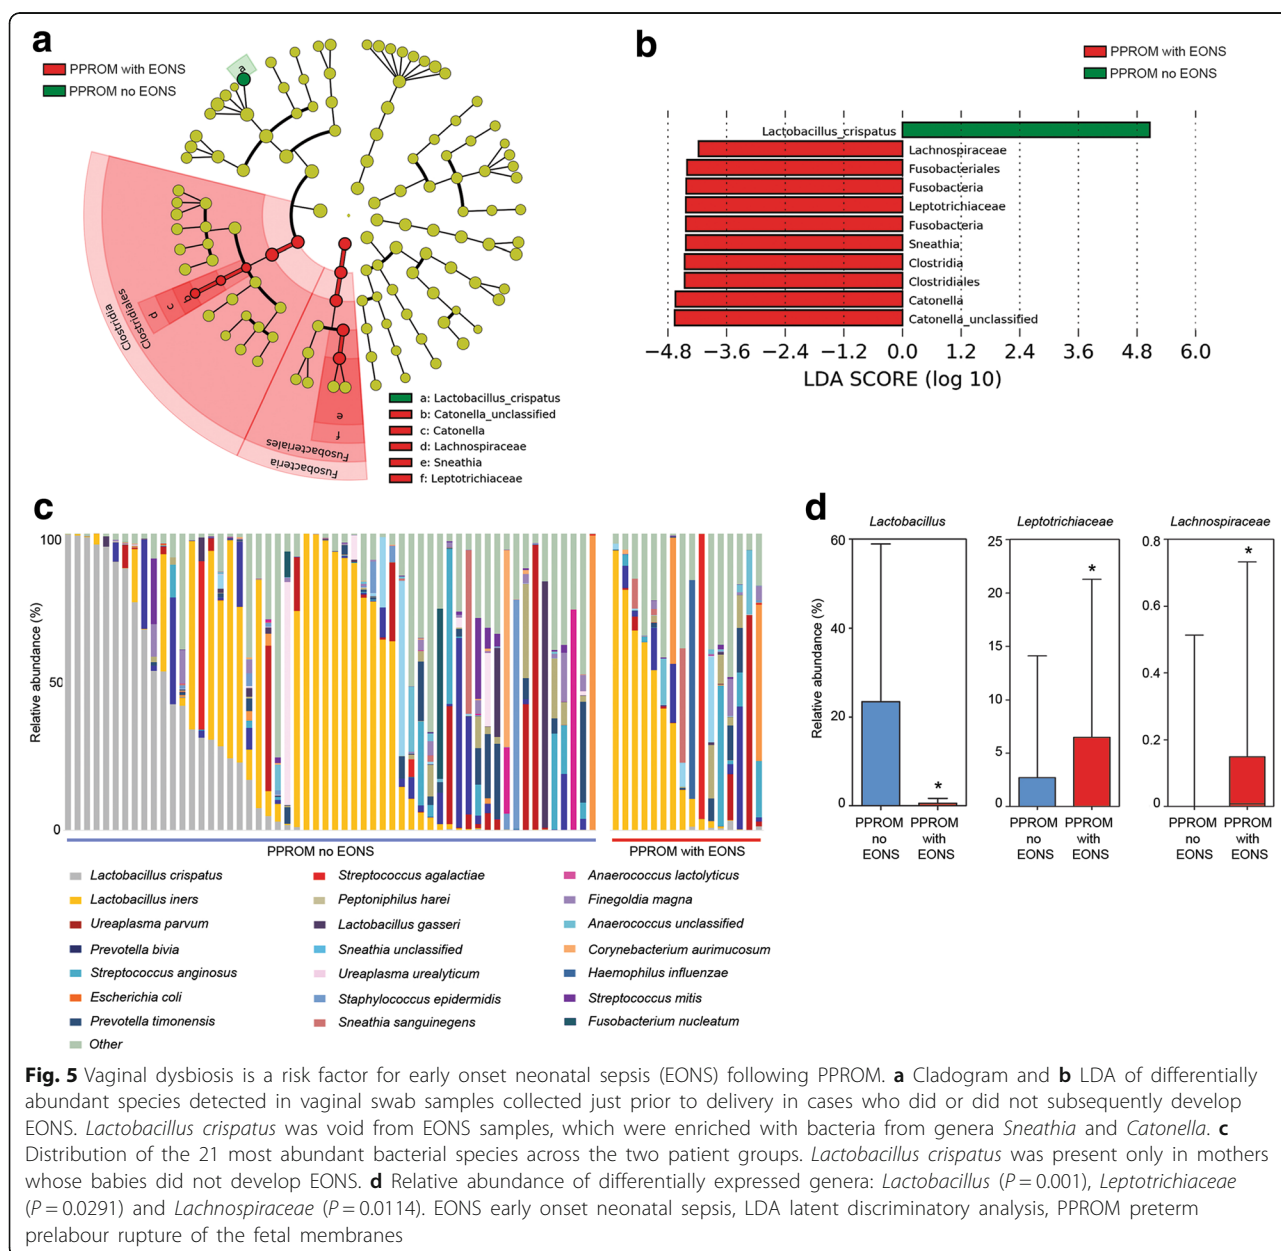 a
PPROM with EONS
PPROM no EONS
a
b
c
d
Clostridiales
Clostridia
e
f
Fusobacteriales
Fusobacteria
a: Lactobacillus_crispatus
b: Catonella_unclassified
c: Catonella
d: Lachnospiraceae
e: Sneathia
f: Leptotrichiaceae
b
PPROM with EONS
PPROM no EONS
Lactobacillus_crispatus
Lachnospiraceae
Fusobacteriales
Fusobacteria
Leptotrichiaceae
Fusobacteria
Sneathia
Clostridia
Clostridiales
Catonella
Catonella_unclassified
−4.8 −3.6 −2.4 −1.2 0.0 1.2 2.4 3.6 4.8 6.0
LDA SCORE (log 10)
c
100
50
0
Relative abundance (%)
PPROM no EONS
PPROM with EONS
Lactobacillus crispatus
Lactobacillus iners
Ureaplasma parvum
Prevotella bivia
Streptococcus anginosus
Escherichia coli
Prevotella timonensis
Other
Streptococcus agalactiae
Peptoniphilus harei
Lactobacillus gasseri
Sneathia unclassified
Ureaplasma urealyticum
Staphylococcus epidermidis
Sneathia sanguinegens
Anaerococcus lactolyticus
Finegoldia magna
Anaerococcus unclassified
Corynebacterium aurimucosum
Haemophilus influenzae
Streptococcus mitis
Fusobacterium nucleatum
d
Lactobacillus
60
40
20
0
Relative abundance (%)
*
PPROM PPROM
no with
EONS EONS
Leptotrichiaceae
25
20
15
10
5
0
*
PPROM PPROM
no with
EONS EONS
Lachnospiraceae
0.8
0.6
0.4
0.2
0
*
PPROM PPROM
no with
EONS EONS
Fig. 5 Vaginal dysbiosis is a risk factor for early onset neonatal sepsis (EONS) following PPROM. a Cladogram and b LDA of differentially
abundant species detected in vaginal swab samples collected just prior to delivery in cases who did or did not subsequently develop
EONS. Lactobacillus crispatus was void from EONS samples, which were enriched with bacteria from genera Sneathia and Catonella. c
Distribution of the 21 most abundant bacterial species across the two patient groups. Lactobacillus crispatus was present only in mothers
whose babies did not develop EONS. d Relative abundance of differentially expressed genera: Lactobacillus (P = 0.001), Leptotrichiaceae
(P = 0.0291) and Lachnospiraceae (P = 0.0114). EONS early onset neonatal sepsis, LDA latent discriminatory analysis, PPROM preterm
prelabour rupture of the fetal membranes